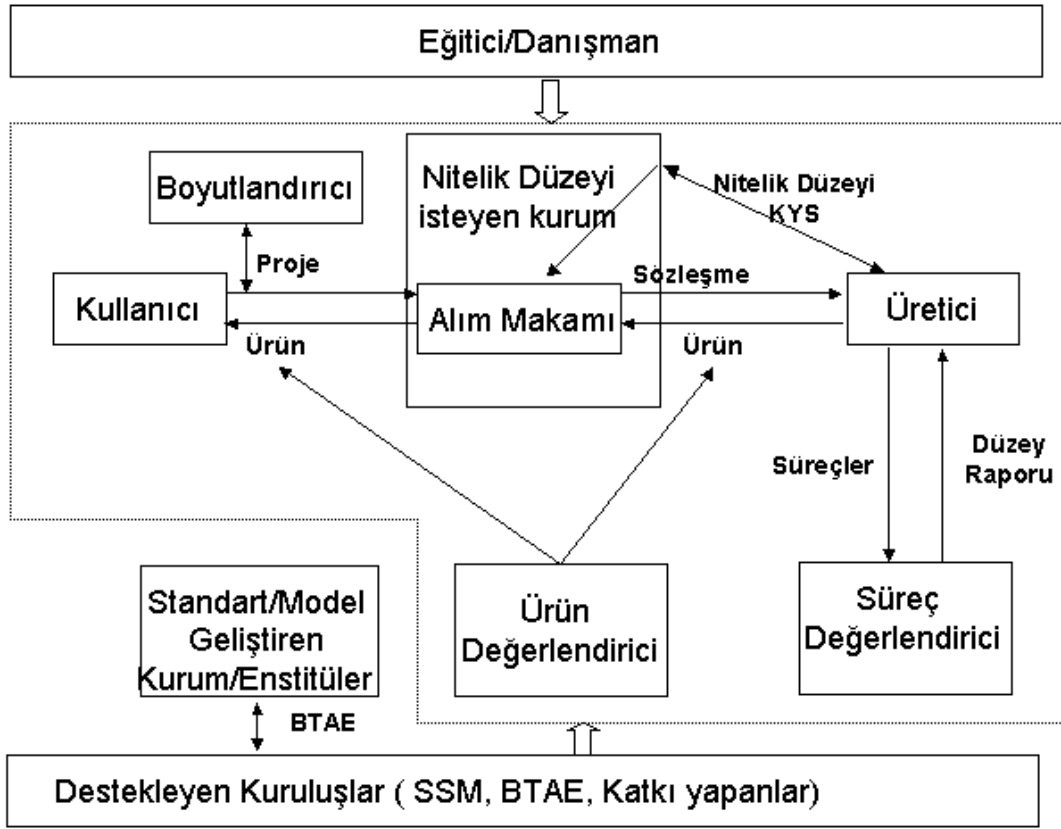 Eğitici/Danışman
Boyutlandırıcı
Nitelik Düzeyi
isteyen kurum
Nitelik Düzeyi
KYS
Proje
Sözleşme
Kullanıcı
Alım Makamı
Üretici
Ürün
Ürün
Süreçler
Düzey
Raporu
Standart/Model
Geliştiren
Kurum/Enstitüler
Ürün
Değerlendirici
Süreç
Değerlendirici
BTAE
Destekleyen Kuruluşlar ( SSM, BTAE, Katkı yapanlar)